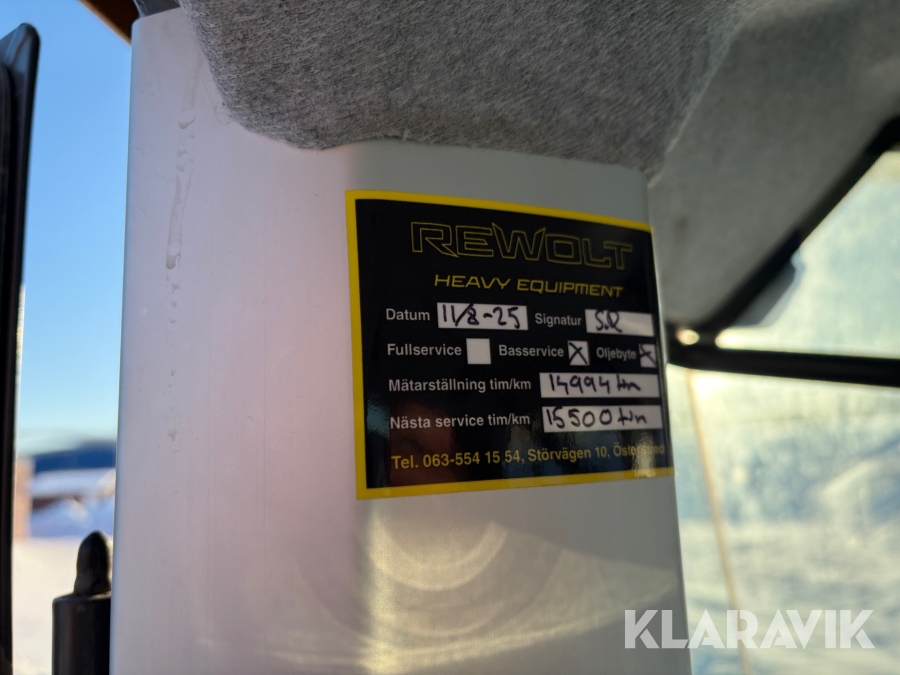 REWOLT
HEAVY EQUIPMENT
Datum 11/8-25 Signatur S.R
Fullservice Basservice X Oljebyte X
Mätarställning tim/km 14994 tim
Nästa service tim/km 15500 tim
Tel. 063-554 15 54, Störvägen 10, Östersund
KLARAVIK